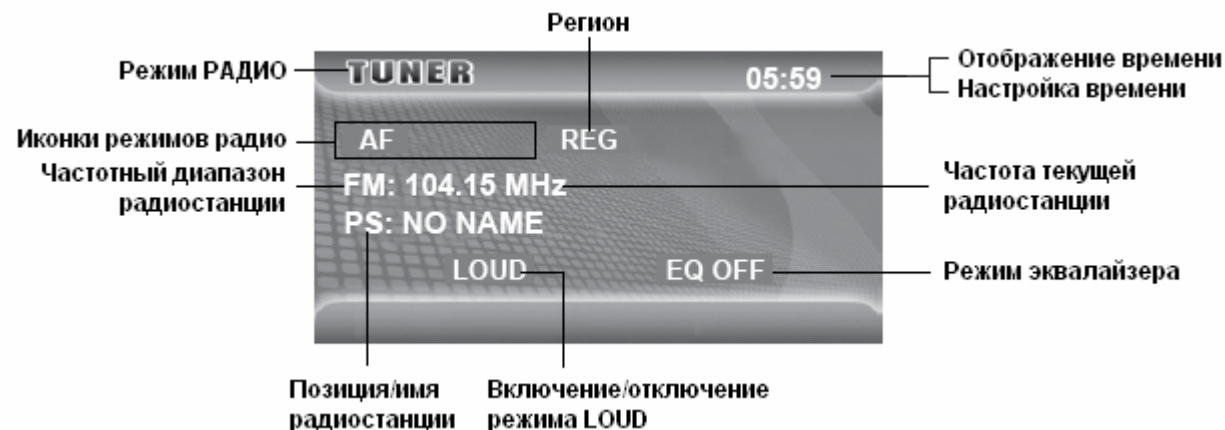 Регион
Режим РАДИО
TUNER
05:59
Отображение времени
Настройка времени
Иконки режимов радио
AF
REG
Частотный диапазон
радиостанции
FM: 104.15 MHz
Частота текущей
радиостанции
PS: NO NAME
LOUD
EQ OFF
Режим эквалайзера
Позиция/имя
радиостанции
Включение/отключение
режима LOUD